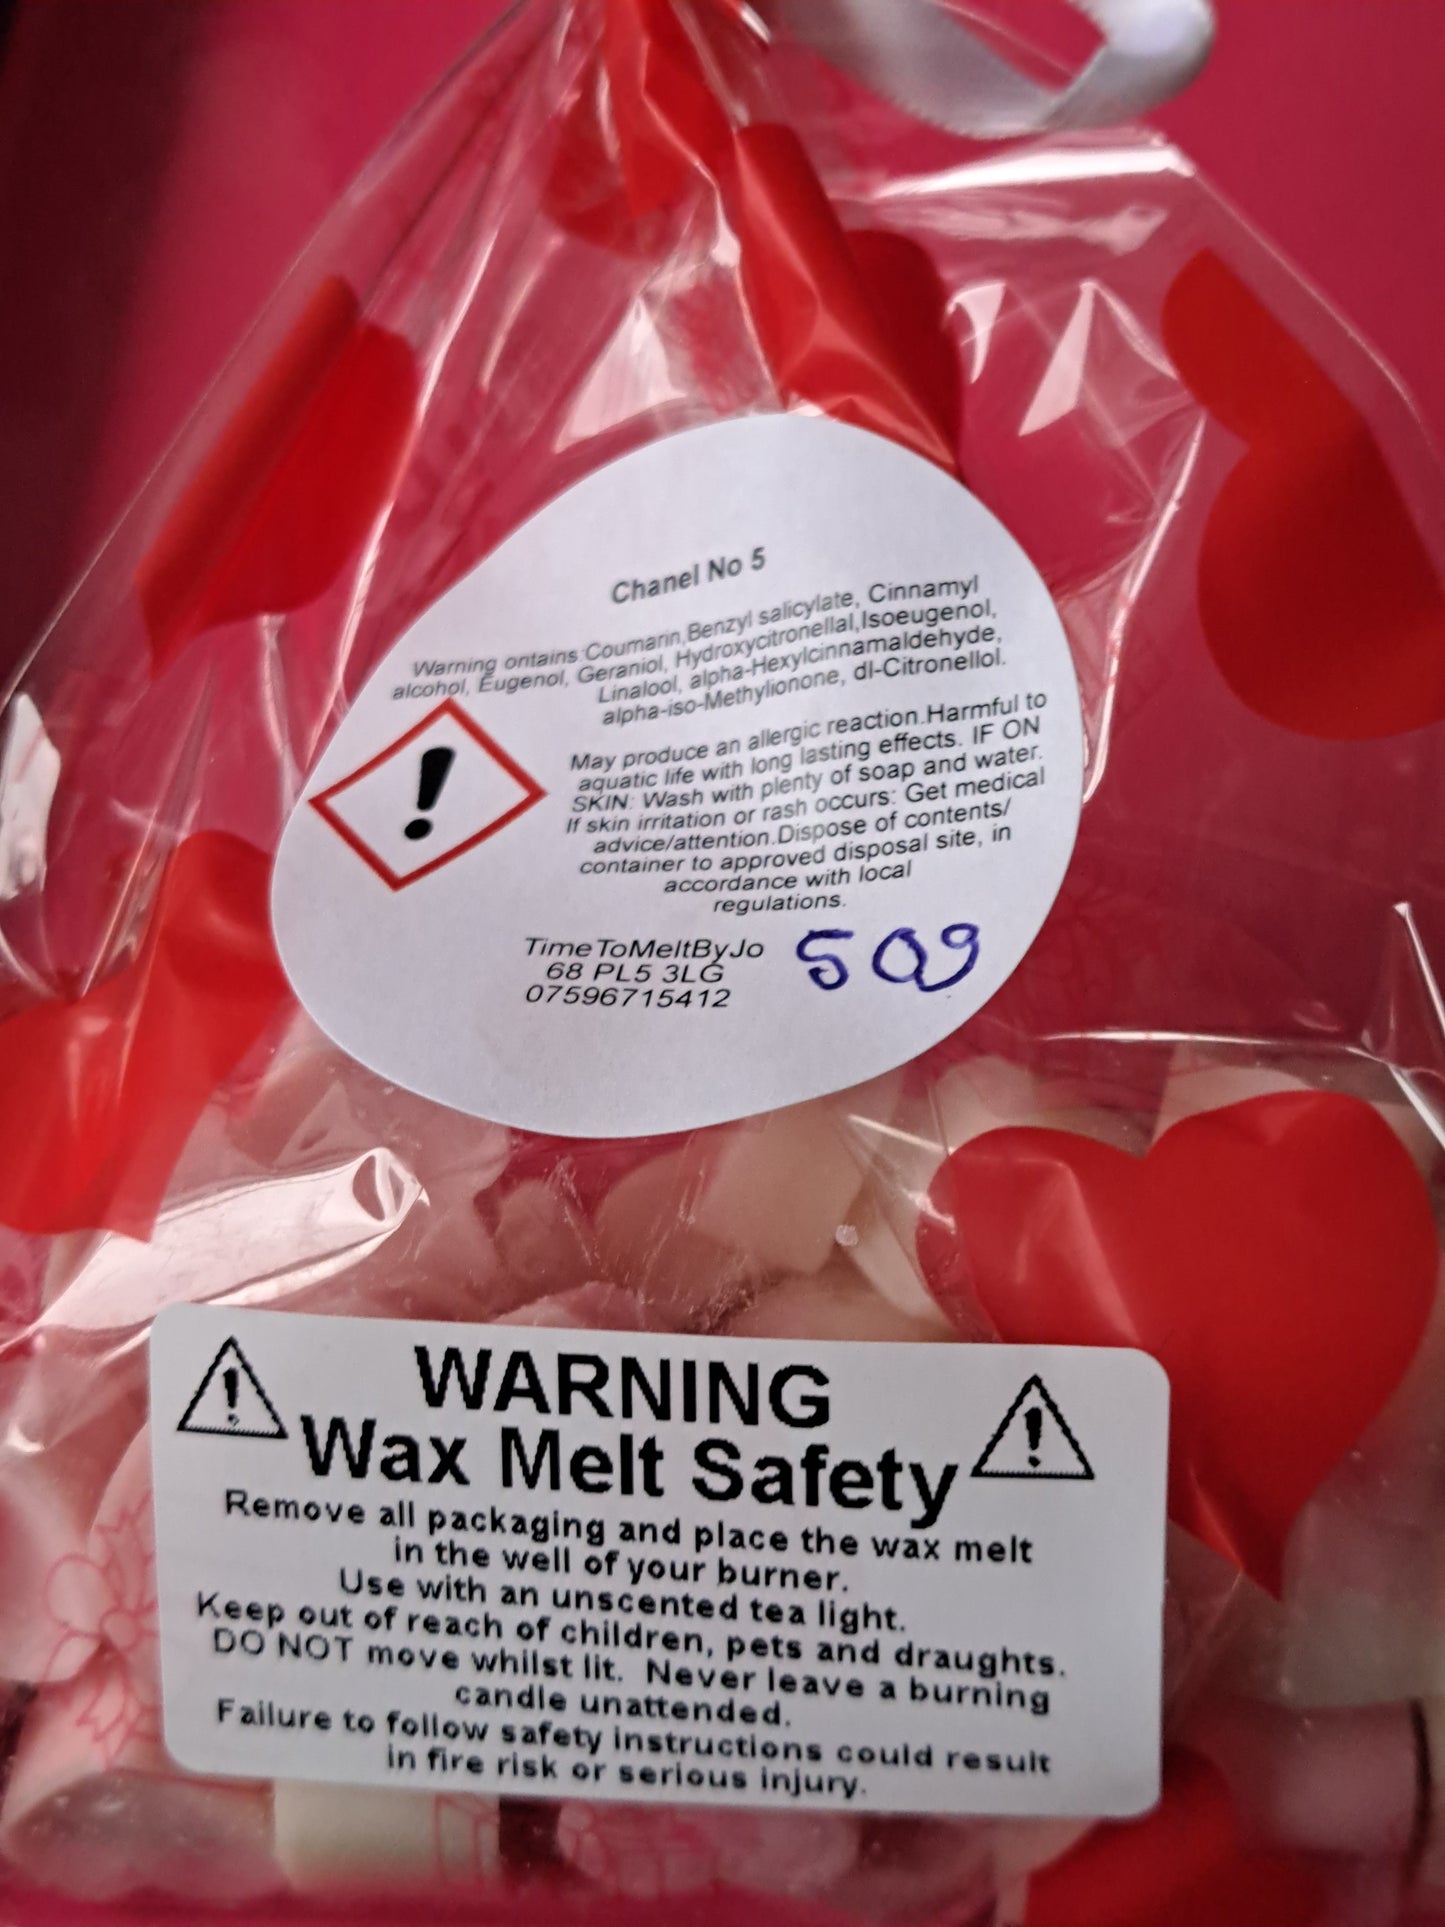 Chanel No 5
Warning ontains:Coumarin,Benzyl salicylate, Cinnamyl
alcohol, Eugenol, Geraniol, Hydroxycitronellal,Isoeugenol,
Linalool, alpha-Hexylcinnamaldehyde,
alpha-iso-Methylionone, dl-Citronellol.
May produce an allergic reaction.Harmful to
aquatic life with long lasting effects. IF ON
SKIN: Wash with plenty of soap and water.
If skin irritation or rash occurs: Get medical
advice/attention.Dispose of contents/
container to approved disposal site, in
accordance with local
regulations.
TimeToMeltByJo
68 PL5 3LG
07596715412
50g
WARNING
Wax Melt Safety
Remove all packaging and place the wax melt
in the well of your burner.
Use with an unscented tea light.
Keep out of reach of children, pets and draughts.
DO NOT move whilst lit. Never leave a burning
candle unattended.
Failure to follow safety instructions could result
in fire risk or serious injury.